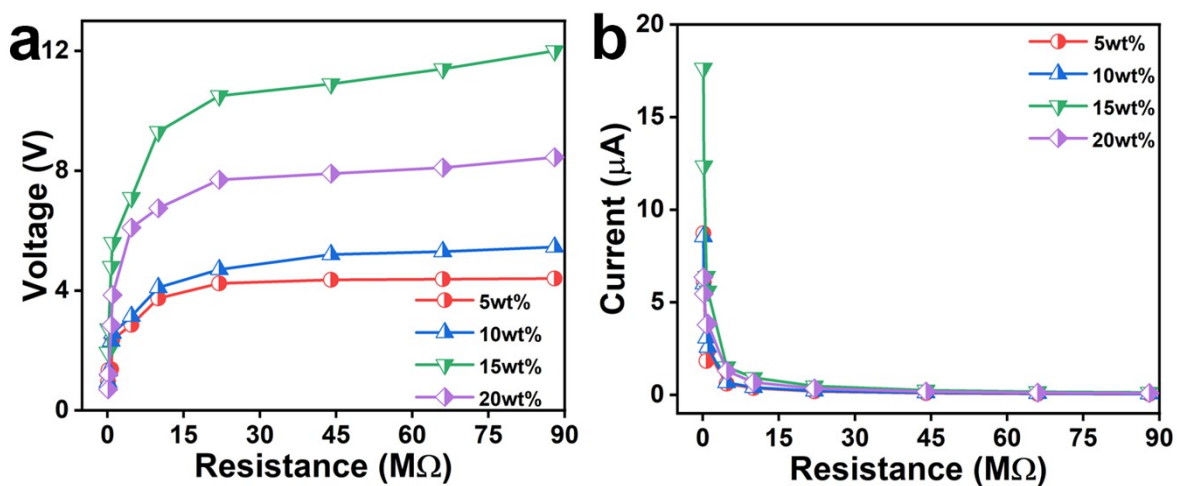 a
Voltage (V)
12
8
4
0
0 15 30 45 60 75 90
Resistance (MΩ)
5wt%
10wt%
15wt%
20wt%
b
Current (μA)
20
15
10
5
0
0 15 30 45 60 75 90
Resistance (MΩ)
5wt%
10wt%
15wt%
20wt%